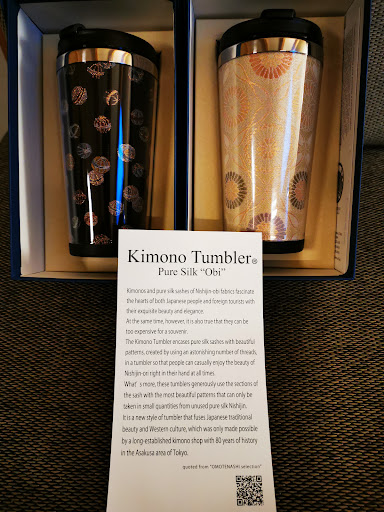 Kimono Tumbler®
Pure Silk "Obi"
Kimonos and pure silk sashes of Nishijin-obi fabrics fascinate
the hearts of both Japanese people and foreign tourists with
their exquisite beauty and elegance.
At the same time, however, it is also true that they can be
too expensive for a souvenir.
The Kimono Tumbler encases pure silk sashes with beautiful
patterns, created by using an astonishing number of threads,
in a tumbler so that people can casually enjoy the beauty of
Nishijin-ori right in their hand at all times.
What's more, these tumblers generously use the sections of
the sash with the most beautiful patterns that can only be
taken in small quantities from unused pure silk Nishijin.
It is a new style of tumbler that fuses Japanese traditional
beauty and Western culture, which was only made possible
by a long-established kimono shop with 80 years of history
in the Asakusa area of Tokyo.
quoted from "OMOTENASHI selection"